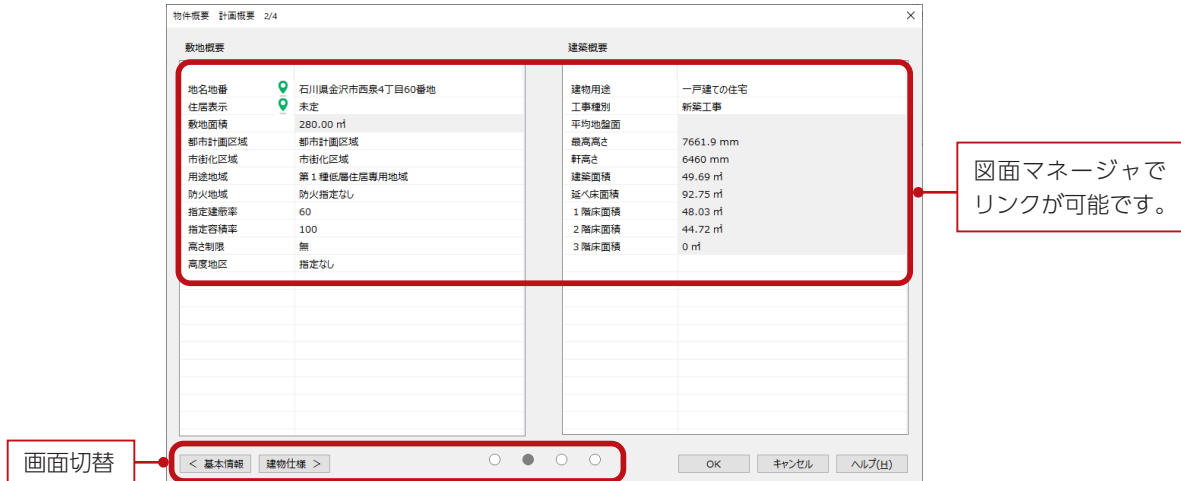 物件概要 計画概要 2/4
敷地概要
地名地番 石川県金沢市西泉4丁目60番地
住居表示 未定
敷地面積 280.00 ㎡
都市計画区域 都市計画区域
市街化区域 市街化区域
用途地域 第１種低層住居専用地域
防火地域 防火指定なし
指定建蔽率 60
指定容積率 100
高さ制限 無
高度地区 指定なし
建築概要
建物用途 一戸建ての住宅
工事種別 新築工事
平均地盤面
最高高さ 7661.9 mm
軒高さ 6460 mm
建築面積 49.69 ㎡
延べ床面積 92.75 ㎡
１階床面積 48.03 ㎡
２階床面積 44.72 ㎡
３階床面積 0 ㎡
図面マネージャで
リンクが可能です。
画面切替
< 基本情報 建物仕様 >
OK キャンセル ヘルプ(H)